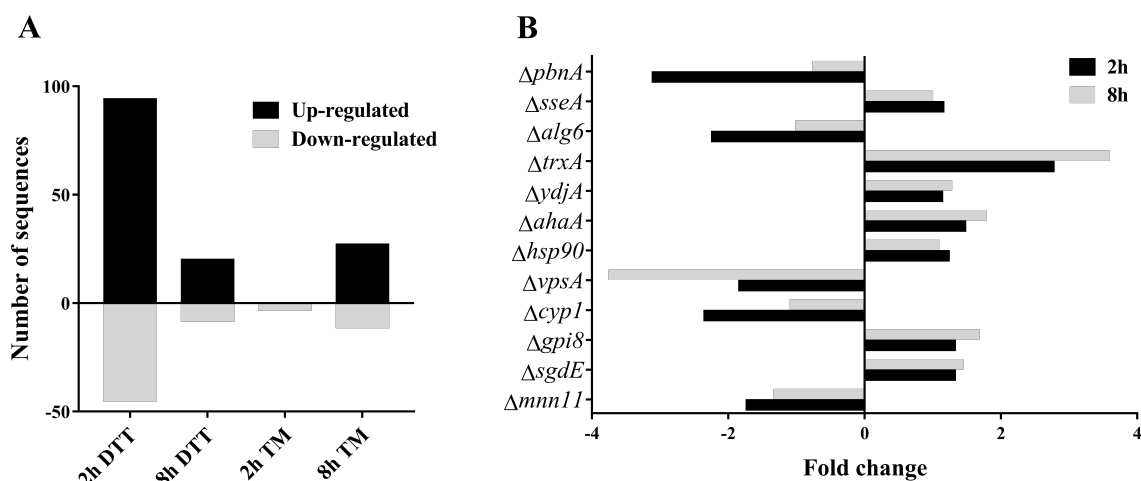 A
Number of sequences
100
50
0
-50
Up-regulated
Down-regulated
2h DTT
8h DTT
2h TM
8h TM
B
2h
8h
ΔpbnA
ΔsseA
Δalg6
ΔtrxA
ΔydjA
ΔahaA
Δhsp90
ΔvpsA
Δcyp1
Δgpi8
ΔsgdE
Δmnn11
-4
-2
0
2
4
Fold change